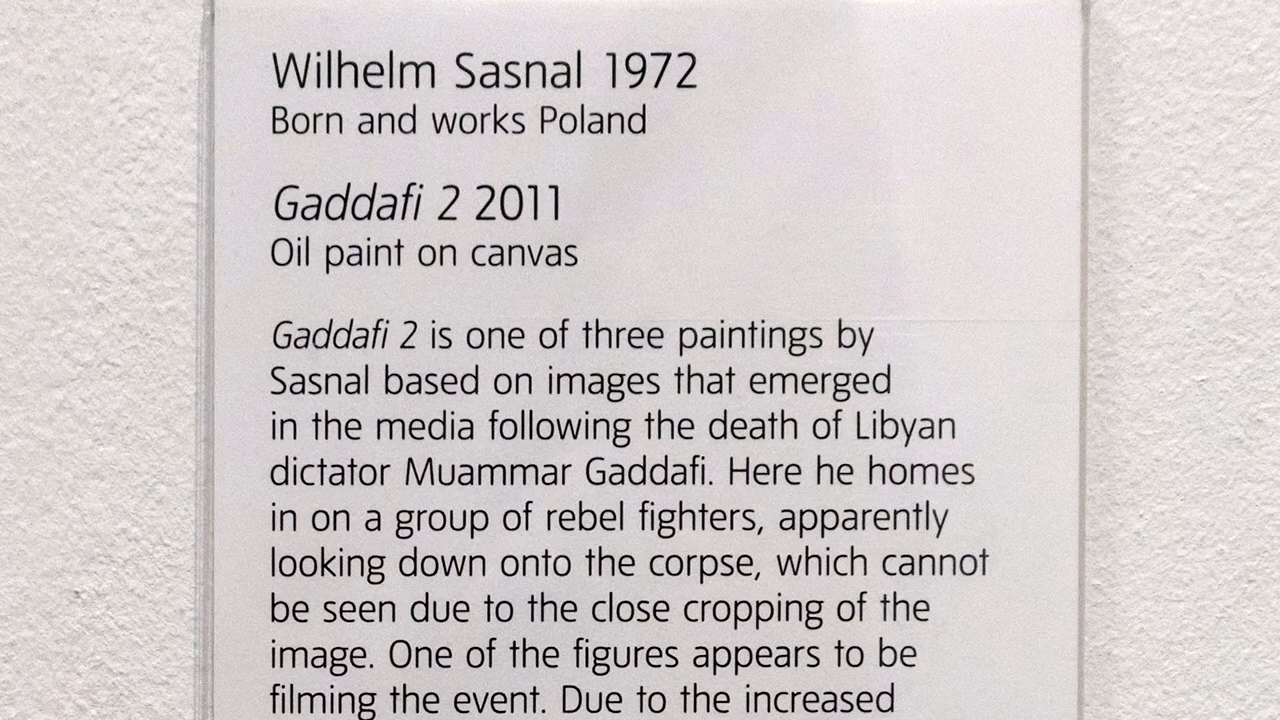 Wilhelm Sasnal 1972
Born and works Poland
Gaddafi 2 2011
Oil paint on canvas
Gaddafi 2 is one of three paintings by
Sasnal based on images that emerged
in the media following the death of Libyan
dictator Muammar Gaddafi. Here he homes
in on a group of rebel fighters, apparently
looking down onto the corpse, which cannot
be seen due to the close cropping of the
image. One of the figures appears to be
filming the event. Due to the increased